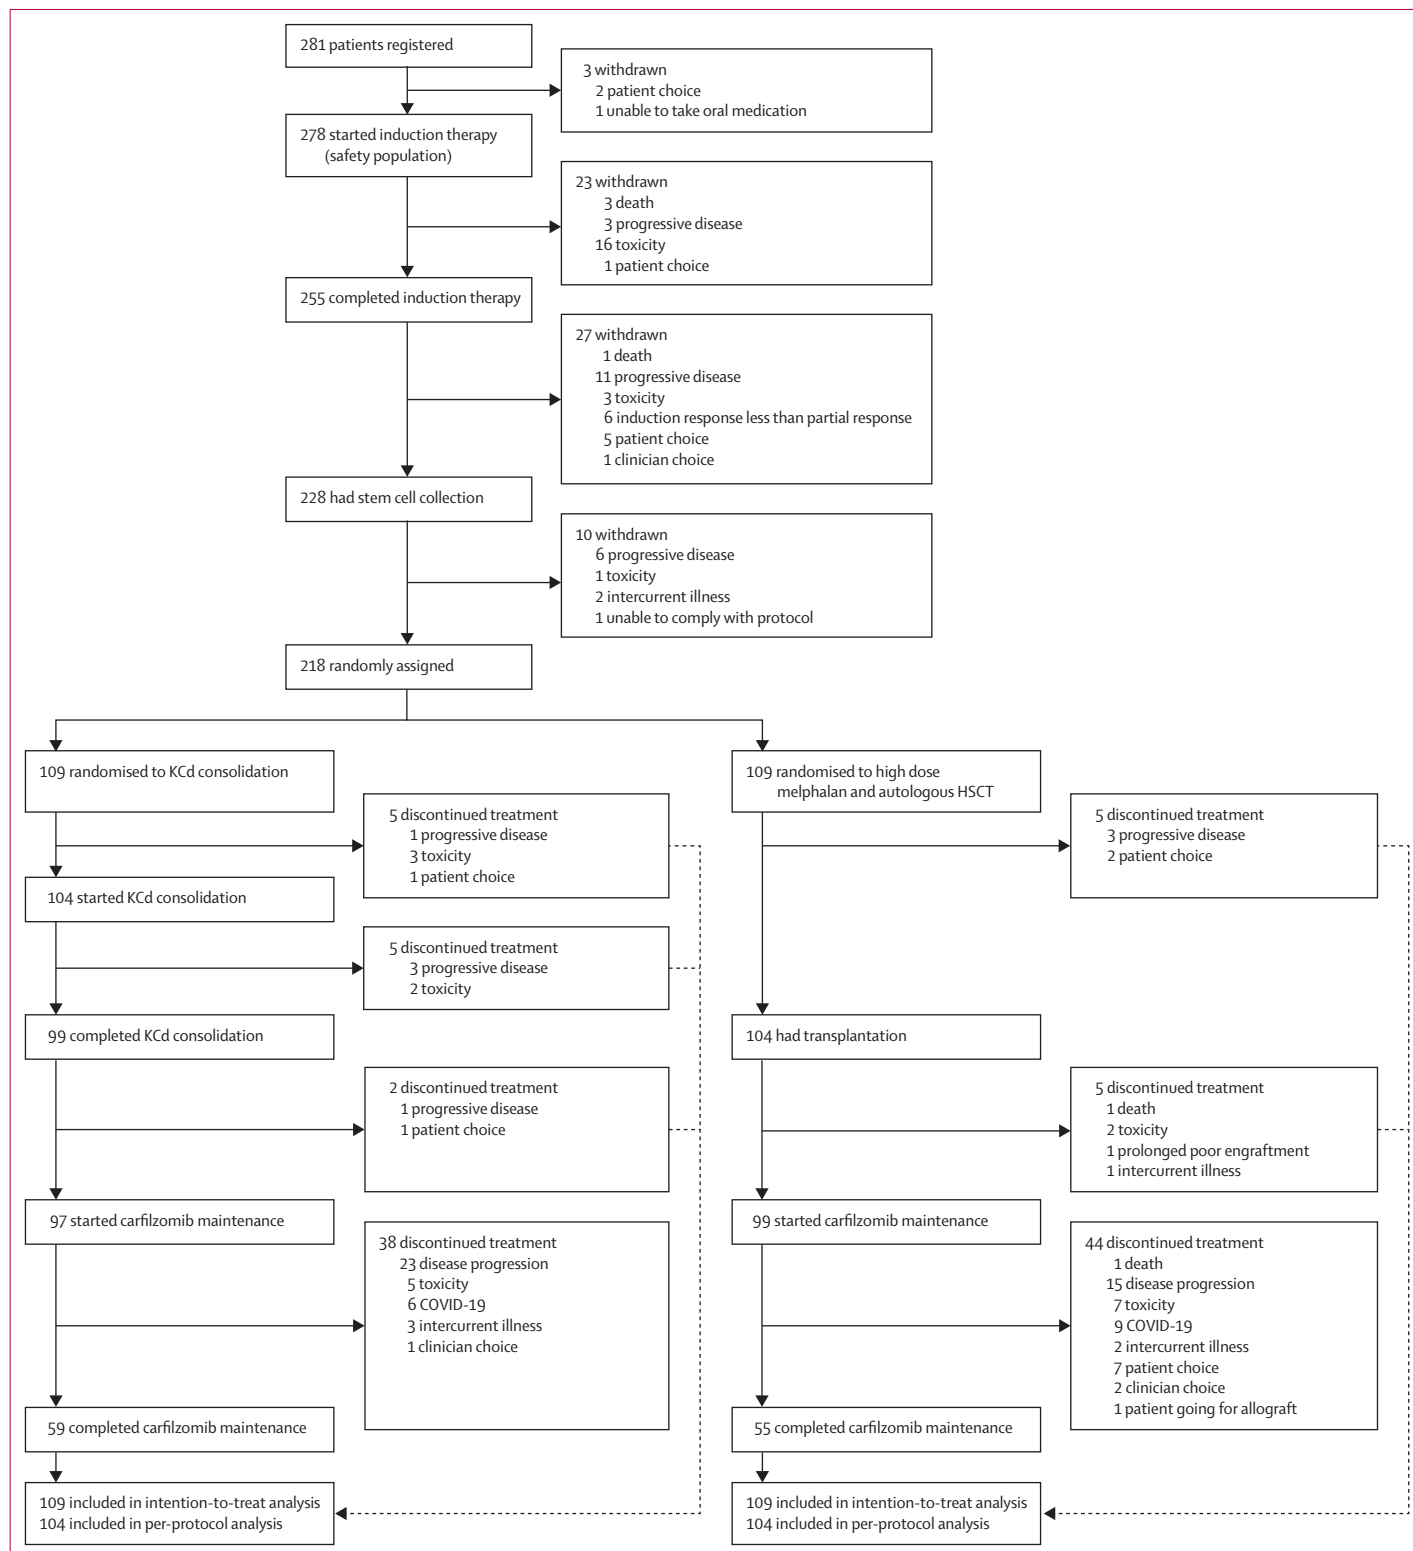 281 patients registered
3 withdrawn
2 patient choice
1 unable to take oral medication
278 started induction therapy
(safety population)
23 withdrawn
3 death
3 progressive disease
16 toxicity
1 patient choice
255 completed induction therapy
27 withdrawn
1 death
11 progressive disease
3 toxicity
6 induction response less than partial response
5 patient choice
1 clinician choice
228 had stem cell collection
10 withdrawn
6 progressive disease
1 toxicity
2 intercurrent illness
1 unable to comply with protocol
218 randomly assigned
109 randomised to KCd consolidation
5 discontinued treatment
1 progressive disease
3 toxicity
1 patient choice
104 started KCd consolidation
5 discontinued treatment
3 progressive disease
2 toxicity
99 completed KCd consolidation
2 discontinued treatment
1 progressive disease
1 patient choice
97 started carfilzomib maintenance
38 discontinued treatment
23 disease progression
5 toxicity
6 COVID-19
3 intercurrent illness
1 clinician choice
59 completed carfilzomib maintenance
109 included in intention-to-treat analysis
104 included in per-protocol analysis
109 randomised to high dose
melphalan and autologous HSCT
5 discontinued treatment
3 progressive disease
2 patient choice
104 had transplantation
5 discontinued treatment
1 death
2 toxicity
1 prolonged poor engraftment
1 intercurrent illness
99 started carfilzomib maintenance
44 discontinued treatment
1 death
15 disease progression
7 toxicity
9 COVID-19
2 intercurrent illness
7 patient choice
2 clinician choice
1 patient going for allograft
55 completed carfilzomib maintenance
109 included in intention-to-treat analysis
104 included in per-protocol analysis